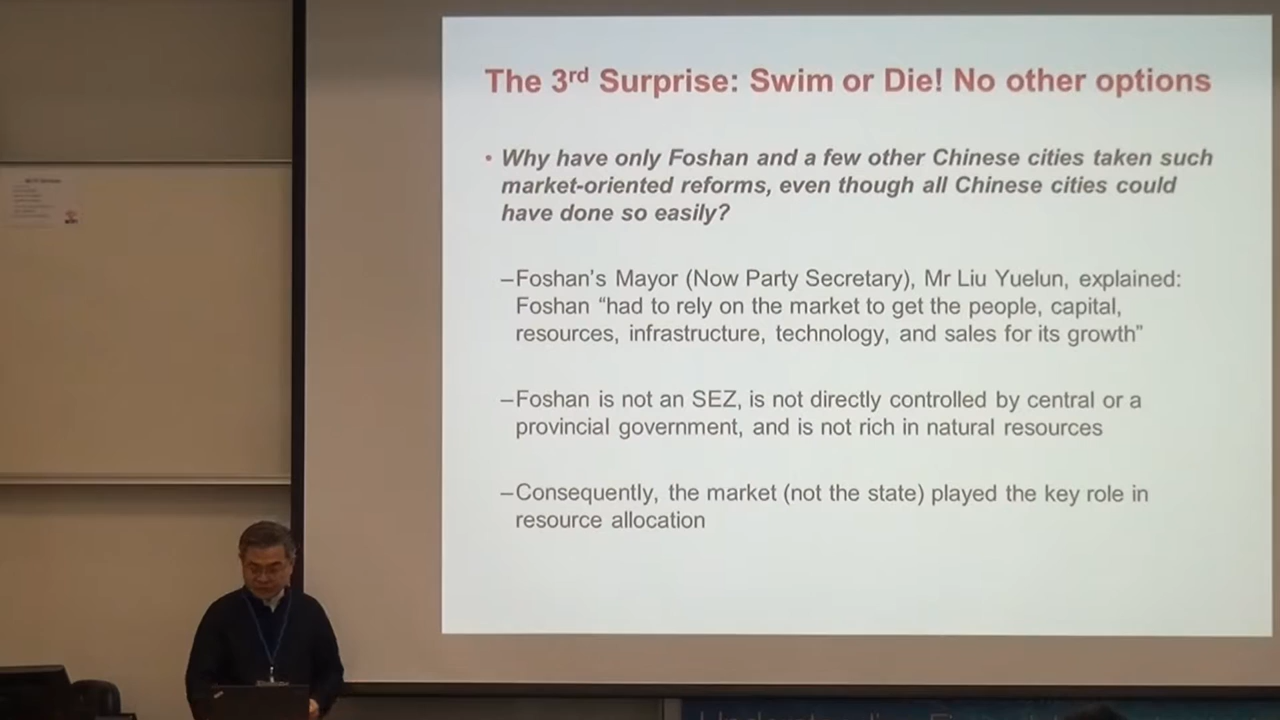 The 3rd Surprise: Swim or Die! No other options
• Why have only Foshan and a few other Chinese cities taken such
market-oriented reforms, even though all Chinese cities could
have done so easily?
–Foshan's Mayor (Now Party Secretary), Mr Liu Yuelun, explained:
Foshan “had to rely on the market to get the people, capital,
resources, infrastructure, technology, and sales for its growth”
–Foshan is not an SEZ, is not directly controlled by central or a
provincial government, and is not rich in natural resources
–Consequently, the market (not the state) played the key role in
resource allocation